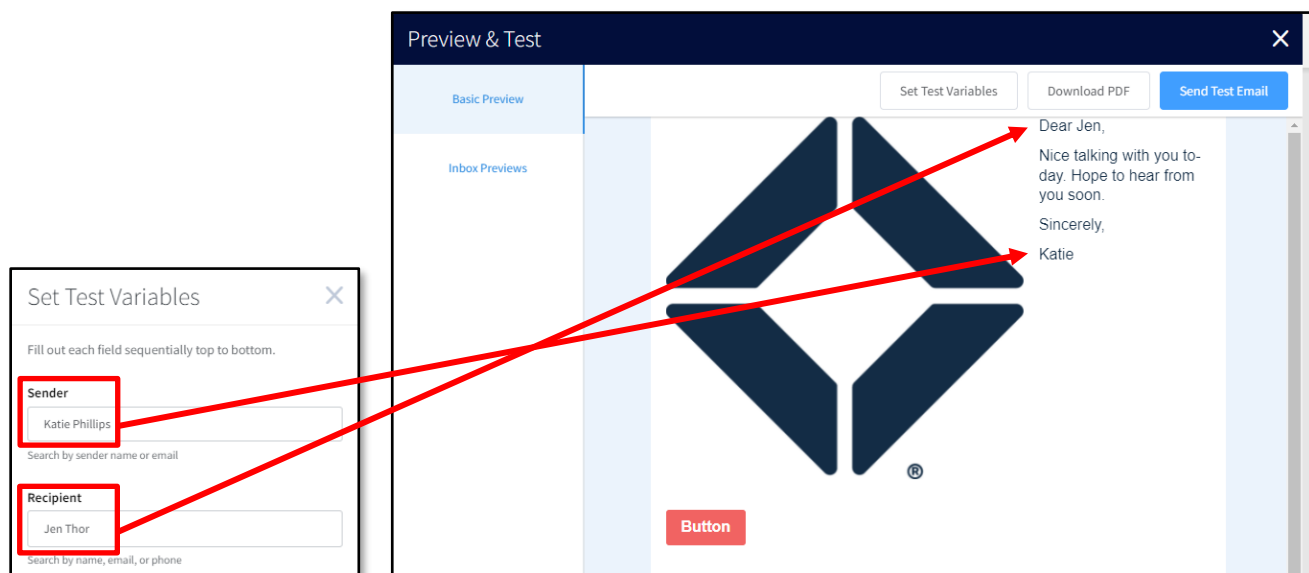 Preview & Test
Basic Preview
Inbox Previews
Set Test Variables
Download PDF
Send Test Email
Dear Jen,
Nice talking with you to-
day. Hope to hear from
you soon.
Sincerely,
Katie
®
Button
Set Test Variables
Fill out each field sequentially top to bottom.
Sender
Katie Phillips
Search by sender name or email
Recipient
Jen Thor
Search by name, email, or phone